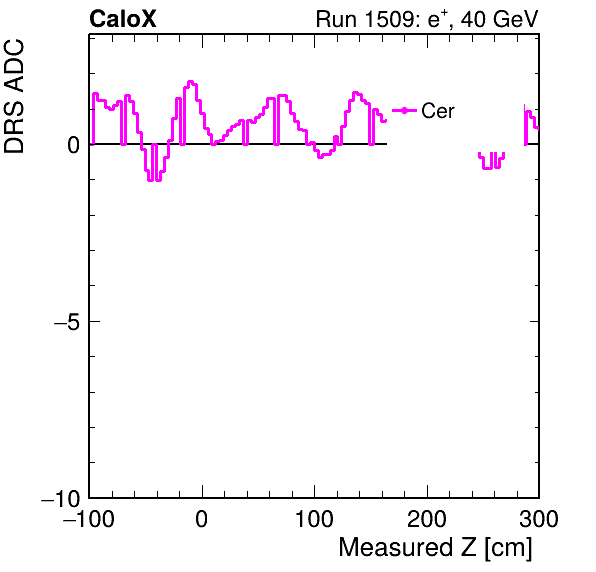 CaloX Run 1509: e⁺, 40 GeV
DRS ADC
Cer
0
−5
−10
−100 0 100 200 300
Measured Z [cm]